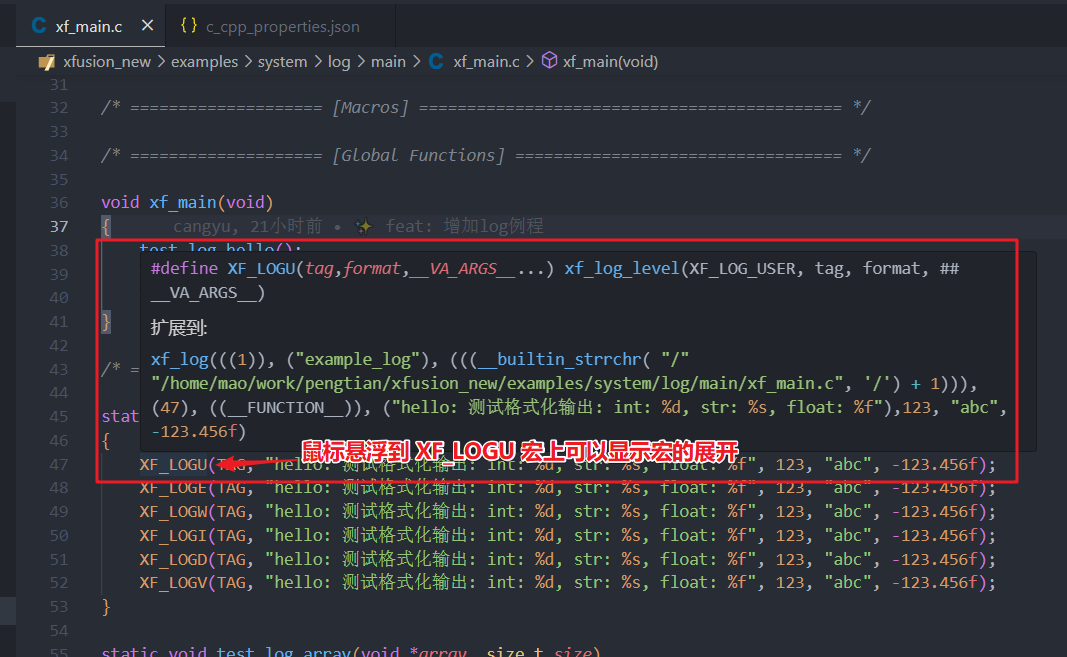 xf_main.c
{} c_cpp_properties.json
xfusion_new > examples > system > log > main > xf_main.c > xf_main(void)
31
32 /* ==================== [Macros] ============================================ */
33
34 /* ==================== [Global Functions] ================================== */
35
36 void xf_main(void)
37 { cangyu, 21小时前 • ✨ feat: 增加log例程
38 test_log_hello();
39 #define XF_LOGU(tag,format,__VA_ARGS__...) xf_log_level(XF_LOG_USER, tag, format, ##
40 __VA_ARGS__)
41 } 扩展到:
42
43 /* = xf_log(((1)), ("example_log"), (((__builtin_strrchr( "/"
44 "/home/mao/work/pengtian/xfusion_new/examples/system/log/main/xf_main.c", '/') + 1))),
45 stat (47), ((__FUNCTION__)), ("hello: 测试格式化输出: int: %d, str: %s, float: %f"),123, "abc",
46 { -123.456f)
鼠标悬浮到 XF_LOGU 宏上可以显示宏的展开
47 XF_LOGU(TAG, "hello: 测试格式化输出: int: %d, str: %s, float: %f", 123, "abc", -123.456f);
48 XF_LOGE(TAG, "hello: 测试格式化输出: int: %d, str: %s, float: %f", 123, "abc", -123.456f);
49 XF_LOGW(TAG, "hello: 测试格式化输出: int: %d, str: %s, float: %f", 123, "abc", -123.456f);
50 XF_LOGI(TAG, "hello: 测试格式化输出: int: %d, str: %s, float: %f", 123, "abc", -123.456f);
51 XF_LOGD(TAG, "hello: 测试格式化输出: int: %d, str: %s, float: %f", 123, "abc", -123.456f);
52 XF_LOGV(TAG, "hello: 测试格式化输出: int: %d, str: %s, float: %f", 123, "abc", -123.456f);
53 }
54
55 static void test_log_array(void *array, size_t size)